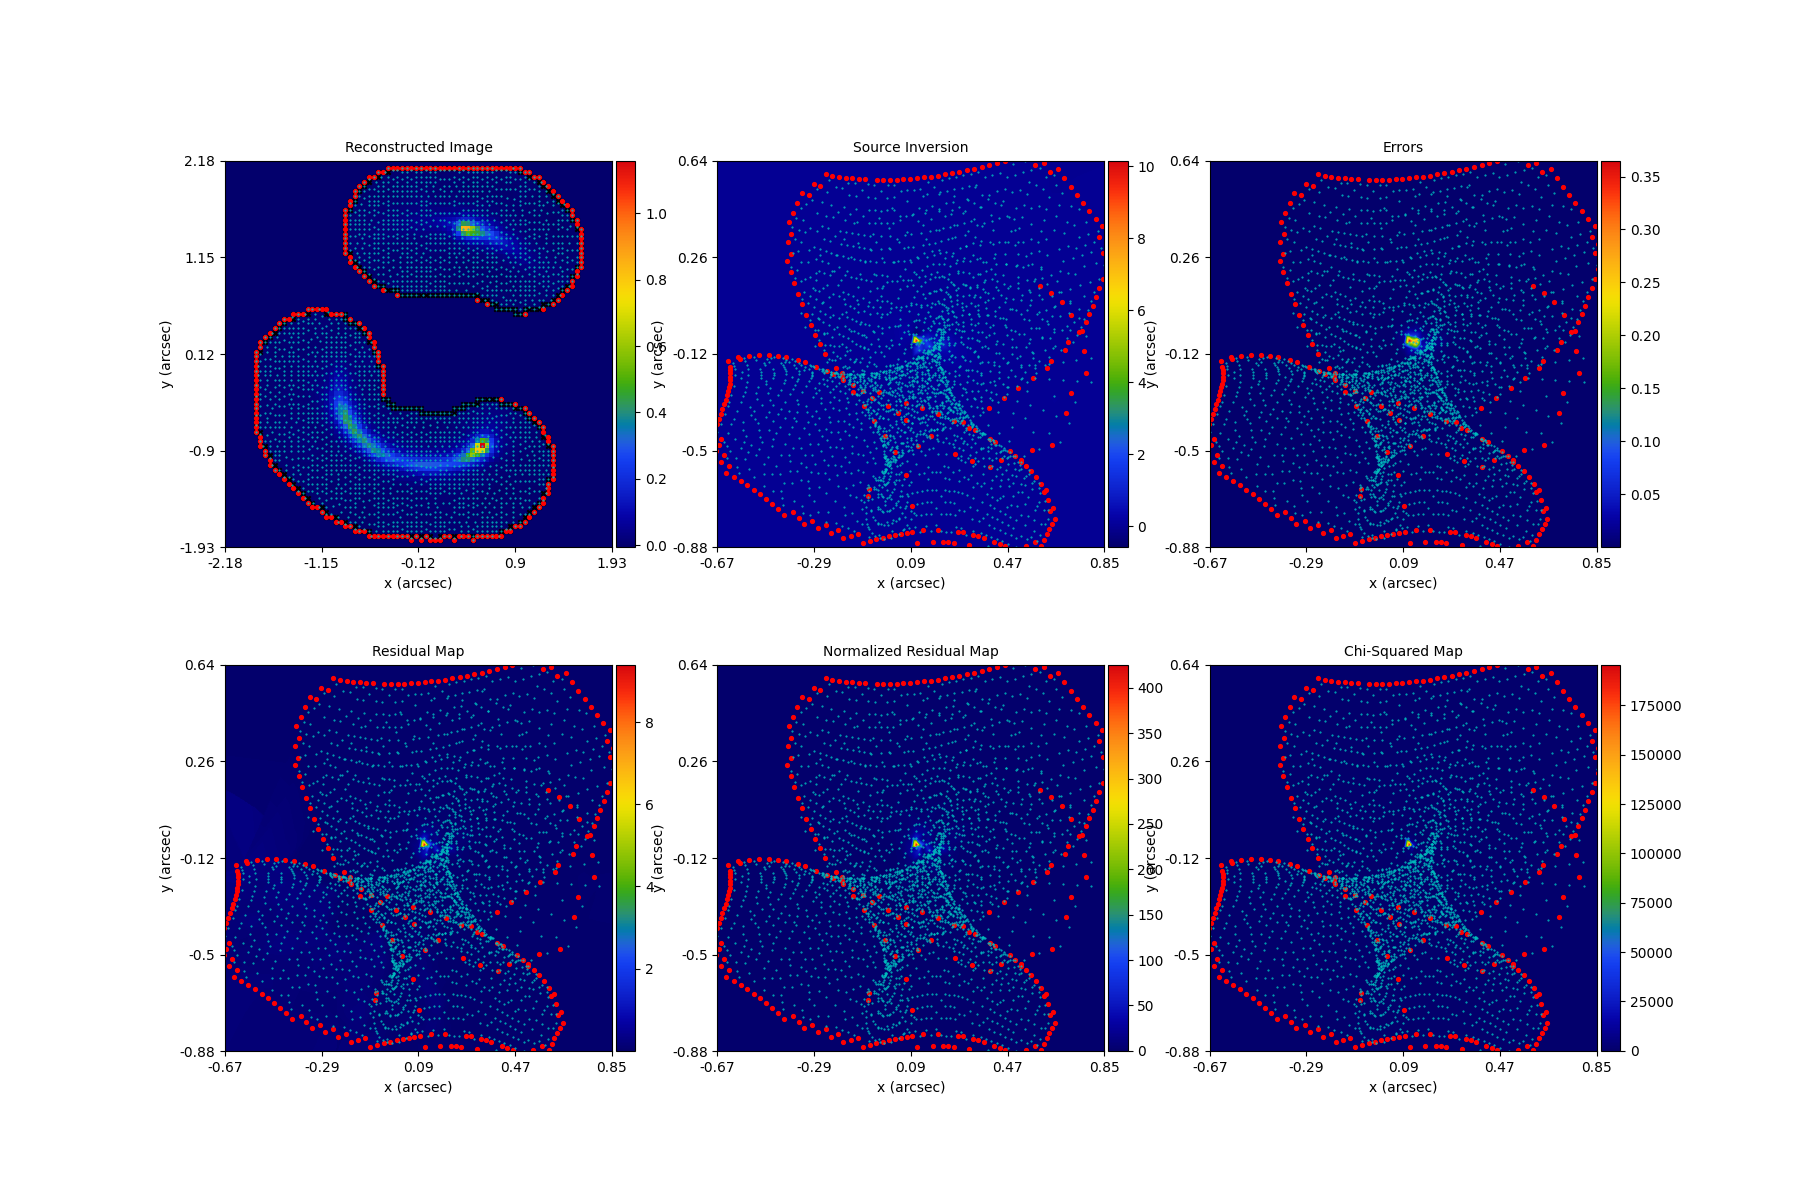 Reconstructed Image
2.18
1.15
0.12
-0.9
-1.93
y (arcsec)
-2.18 -1.15 -0.12 0.9 1.93
x (arcsec)
1.0
0.8
0.6
0.4
0.2
0.0
Source Inversion
0.64
0.26
-0.12
-0.5
-0.88
y (arcsec)
-0.67 -0.29 0.09 0.47 0.85
x (arcsec)
10
8
6
4
2
0
Errors
0.64
0.26
-0.12
-0.5
-0.88
y (arcsec)
-0.67 -0.29 0.09 0.47 0.85
x (arcsec)
0.35
0.30
0.25
0.20
0.15
0.10
0.05
Residual Map
0.64
0.26
-0.12
-0.5
-0.88
y (arcsec)
-0.67 -0.29 0.09 0.47 0.85
x (arcsec)
8
6
4
2
Normalized Residual Map
0.64
0.26
-0.12
-0.5
-0.88
y (arcsec)
-0.67 -0.29 0.09 0.47 0.85
x (arcsec)
400
350
300
250
200
150
100
50
0
Chi-Squared Map
0.64
0.26
-0.12
-0.5
-0.88
y (arcsec)
-0.67 -0.29 0.09 0.47 0.85
x (arcsec)
175000
150000
125000
100000
75000
50000
25000
0